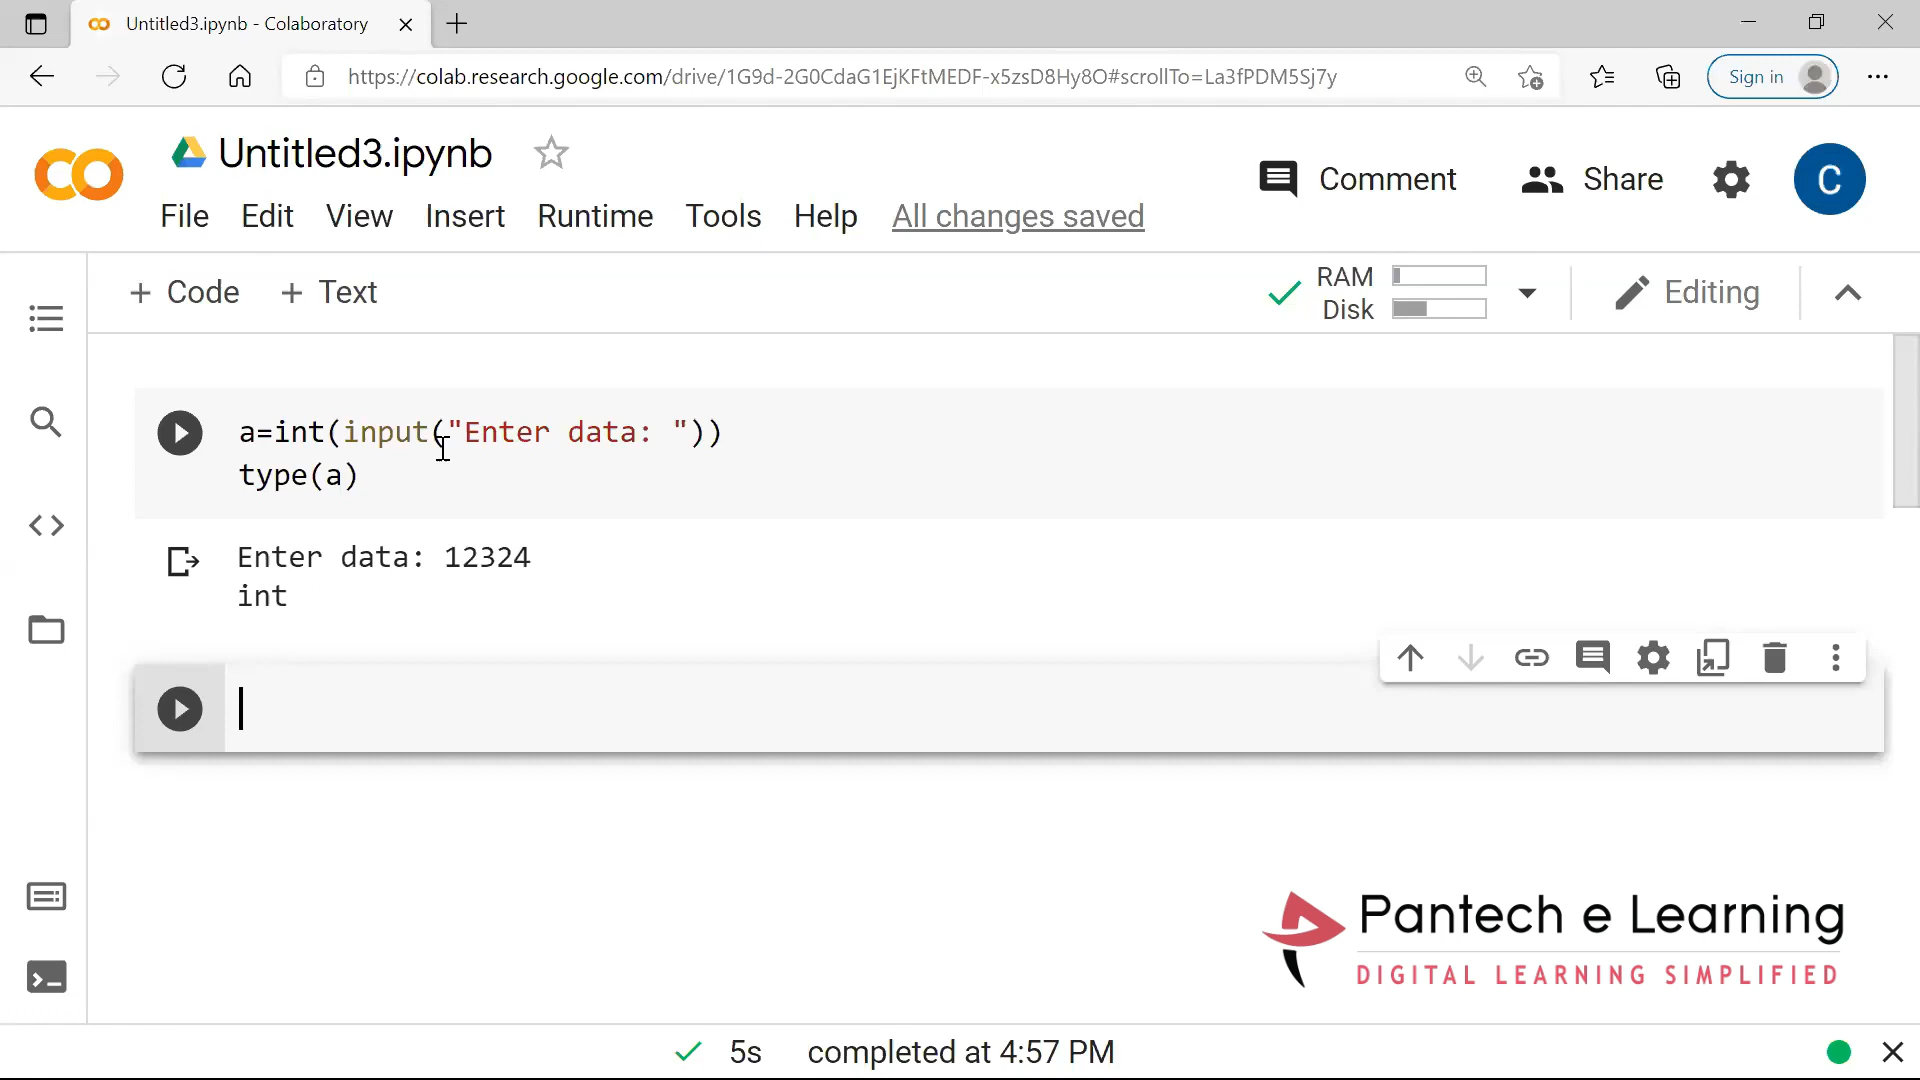 Untitled3.ipynb - Colaboratory
https://colab.research.google.com/drive/1G9d-2G0CdaG1EjKFtMEDF-x5zsD8Hy8O#scrollTo=La3fPDM5Sj7y
Sign in
Untitled3.ipynb
Comment
Share
C
File Edit View Insert Runtime Tools Help All changes saved
+ Code + Text
RAM
Disk
Editing
a=int(input("Enter data: "))
type(a)
Enter data: 12324
int
Pantech e Learning
DIGITAL LEARNING SIMPLIFIED
5s completed at 4:57 PM